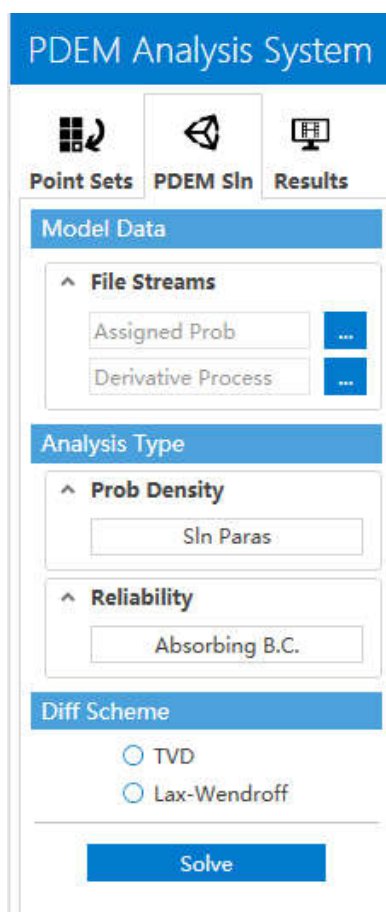 PDEM Analysis System
Point Sets PDEM Sln Results
Model Data
File Streams
Assigned Prob ...
Derivative Process ...
Analysis Type
Prob Density
Sln Paras
Reliability
Absorbing B.C.
Diff Scheme
TVD
Lax-Wendroff
Solve